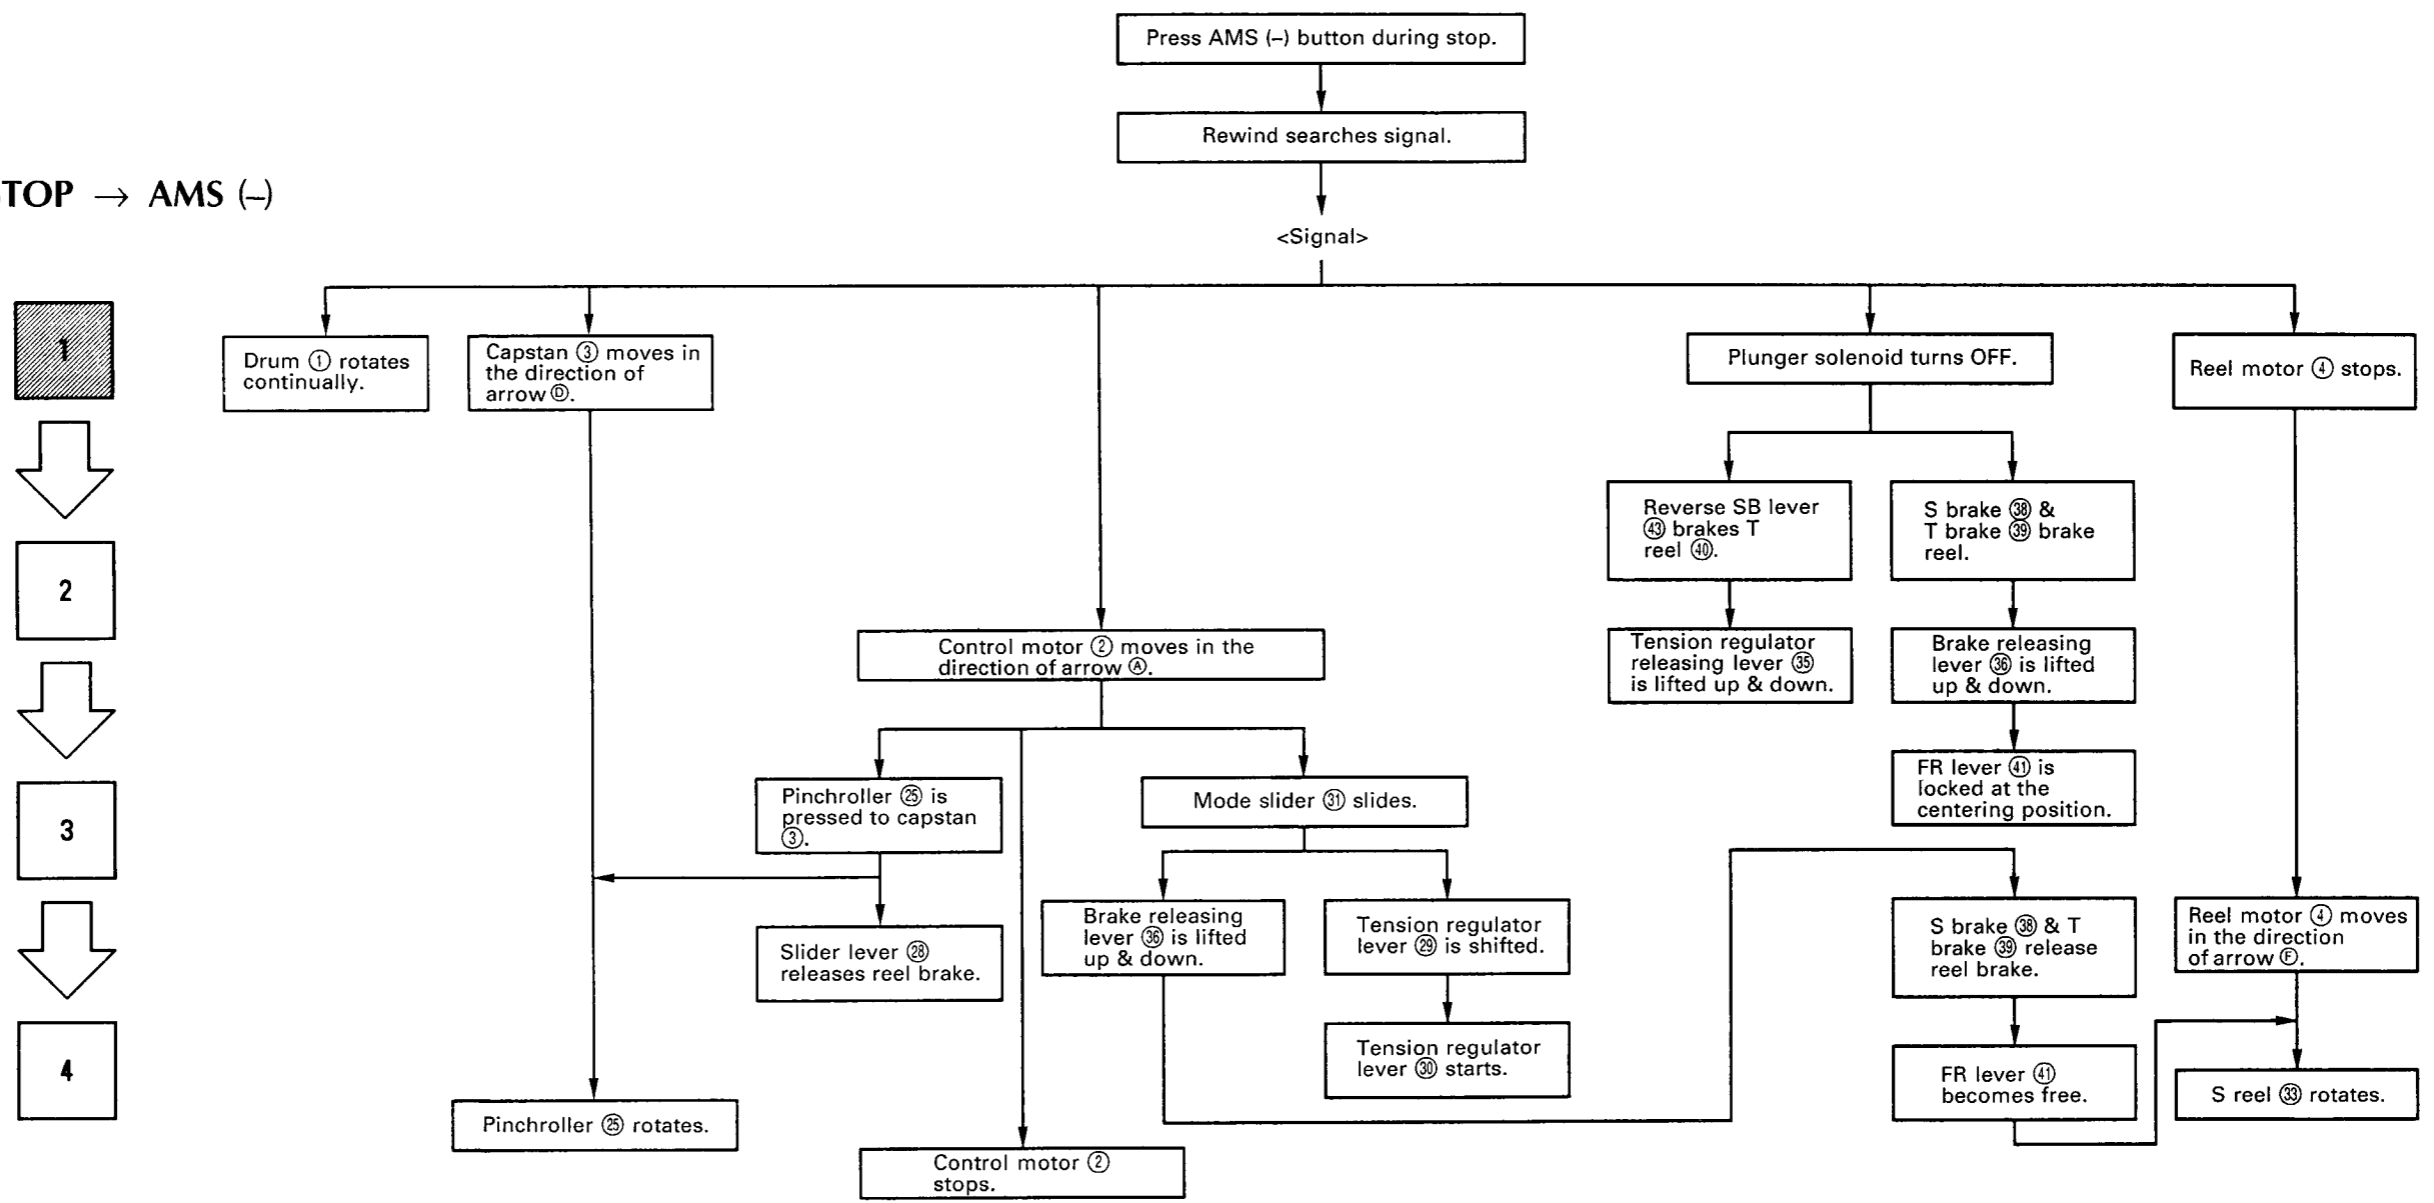 Press AMS (–) button during stop.
Rewind searches signal.
TOP → AMS (–)
<Signal>
1
Drum ① rotates
continually.
Capstan ③ moves in
the direction of
arrow Ⓓ.
Plunger solenoid turns OFF.
Reel motor ④ stops.
Reverse SB lever
㊸ brakes T
reel ㊵.
S brake ㊳ &
T brake ㊴ brake
reel.
2
Control motor ② moves in the
direction of arrow Ⓐ.
Tension regulator
releasing lever ㉟
is lifted up & down.
Brake releasing
lever ㊱ is lifted
up & down.
3
Pinchroller ㉕ is
pressed to capstan
③.
Mode slider ㉛ slides.
FR lever ㊶ is
locked at the
centering position.
Slider lever ㉘
releases reel brake.
Brake releasing
lever ㊱ is lifted
up & down.
Tension regulator
lever ㉙ is shifted.
S brake ㊳ & T
brake ㊴ release
reel brake.
Reel motor ④ moves
in the direction
of arrow Ⓕ.
4
Tension regulator
lever ㉚ starts.
FR lever ㊶
becomes free.
S reel ㉝ rotates.
Pinchroller ㉕ rotates.
Control motor ②
stops.